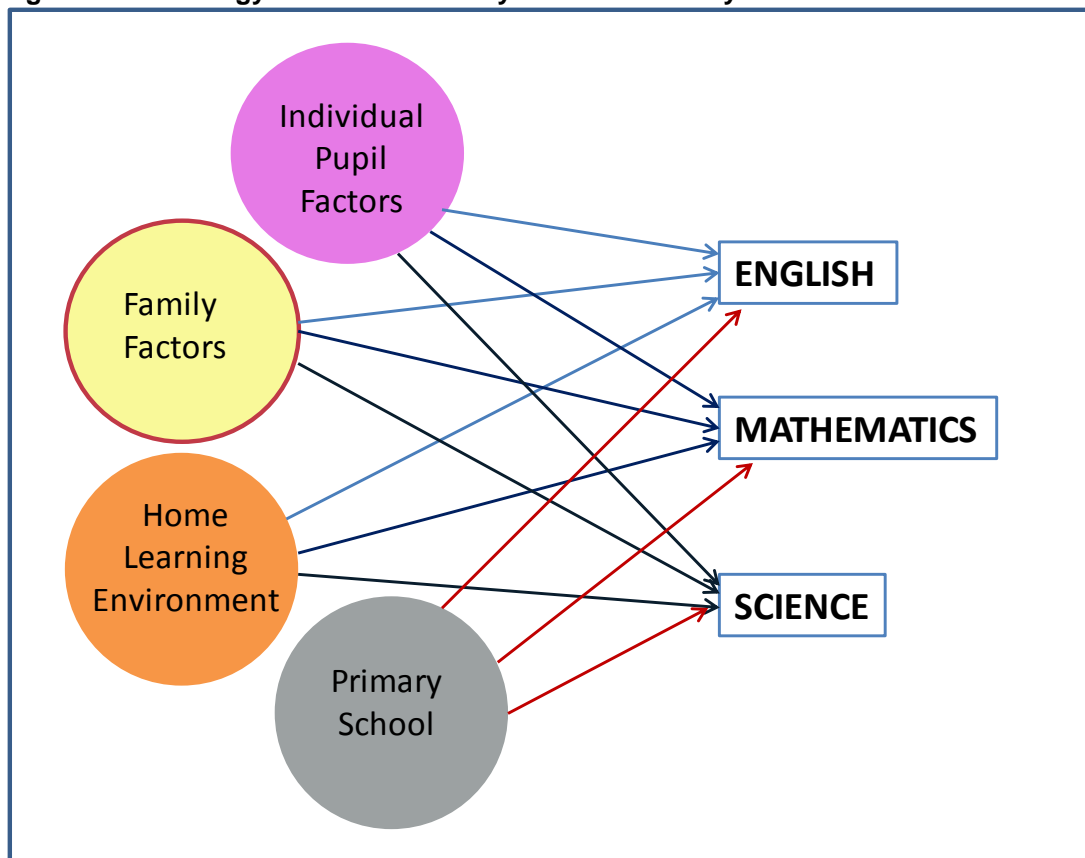 Individual
Pupil
Factors
Family
Factors
ENGLISH
MATHEMATICS
Home
Learning
Environment
SCIENCE
Primary
School